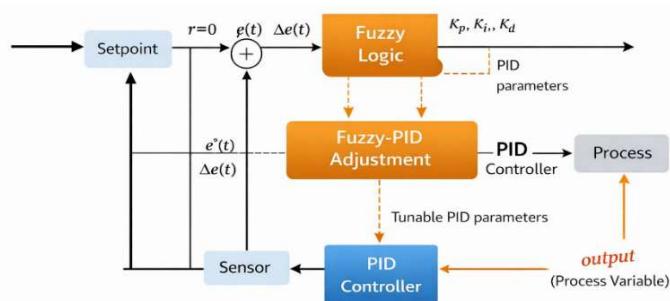 Setpoint
r=0
e(t)
Δe(t)
Fuzzy
Logic
K_p, K_i,, K_d
PID
parameters
e°(t)
Δe(t)
Fuzzy-PID
Adjustment
PID
Controller
Process
Tunable PID parameters
Sensor
PID
Controller
output
(Process Variable)